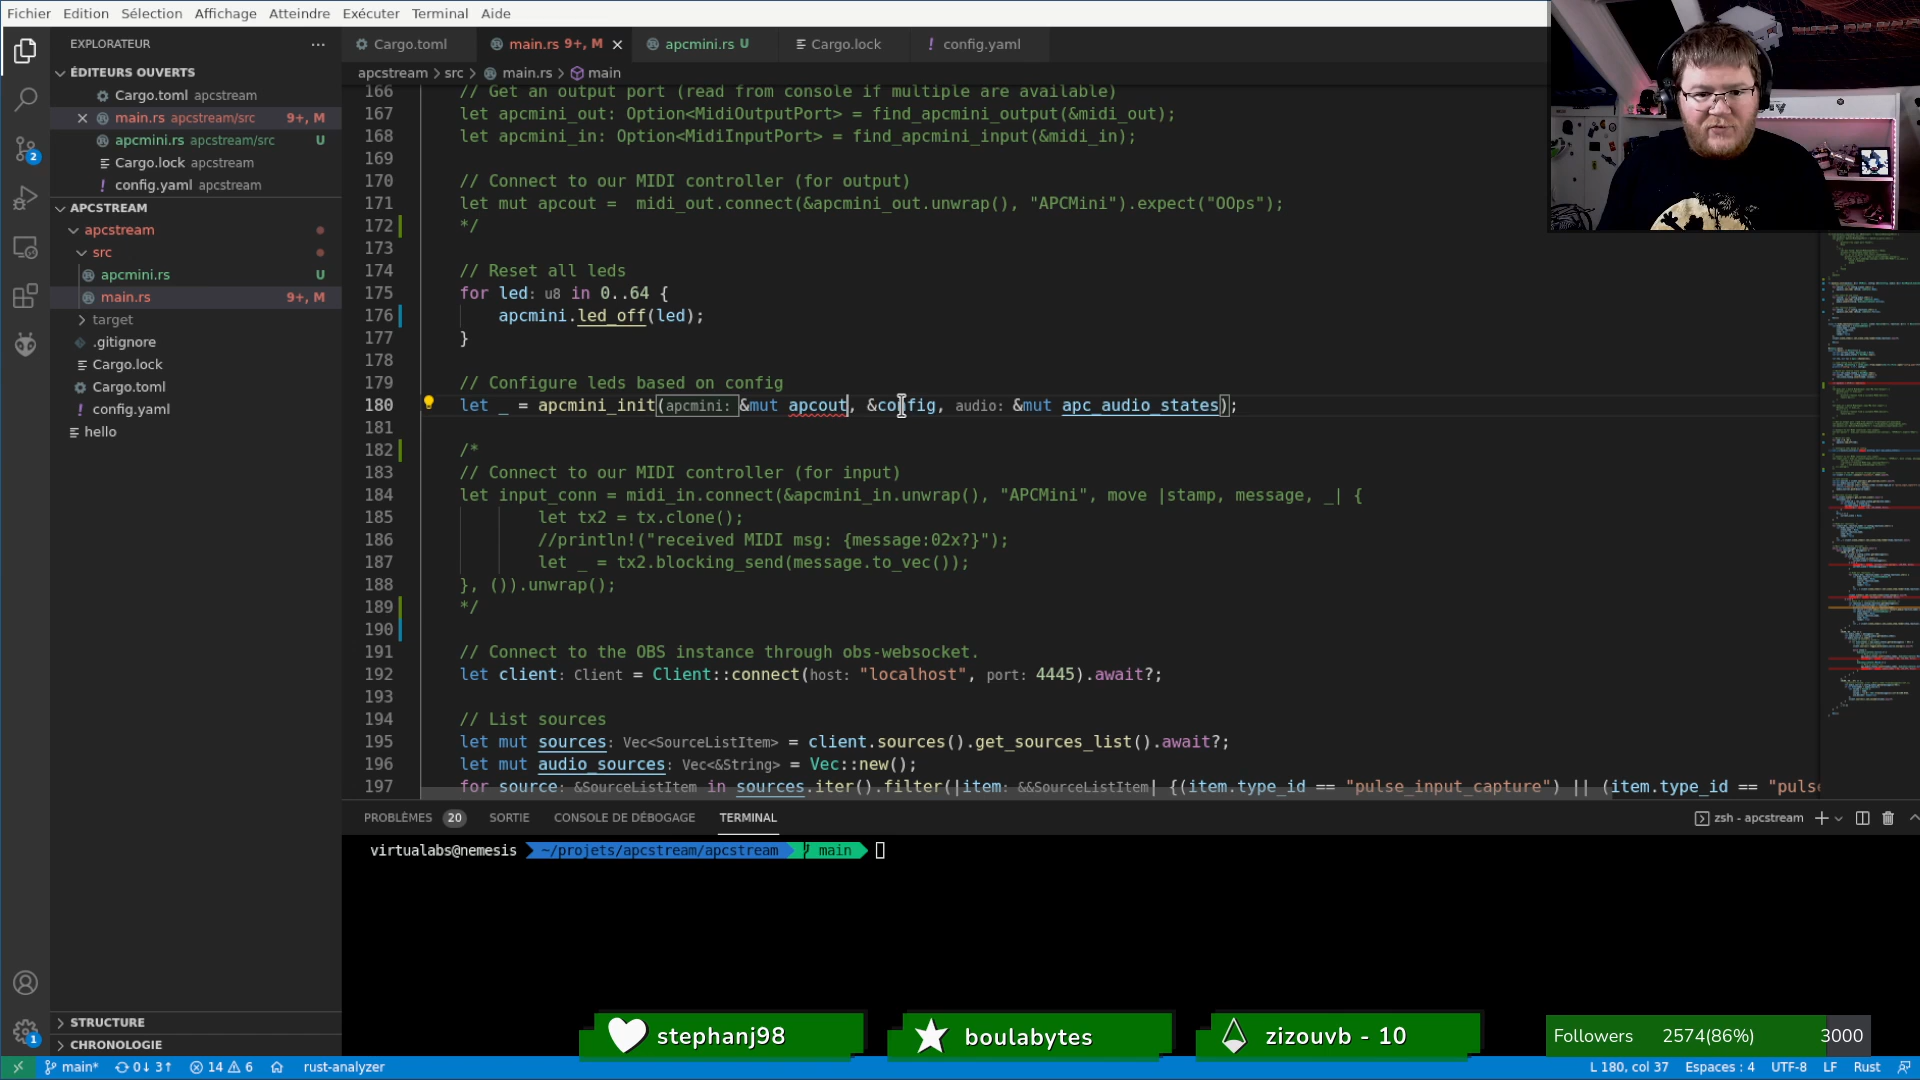 Fichier Edition Sélection Affichage Atteindre Exécuter Terminal Aide
EXPLORATEUR
ÉDITEURS OUVERTS
Cargo.toml apcstream
main.rs apcstream/src 9+, M
apcmini.rs apcstream/src U
Cargo.lock apcstream
config.yaml apcstream
APCSTREAM
apcstream
src
apcmini.rs U
main.rs 9+, M
target
.gitignore
Cargo.lock
Cargo.toml
config.yaml
hello
STRUCTURE
CHRONOLOGIE
Cargo.toml main.rs 9+, M apcmini.rs U Cargo.lock config.yaml
apcstream > src > main.rs > main
166 // Get an output port (read from console if multiple are available)
167 let apcmini_out: Option<MidiOutputPort> = find_apcmini_output(&midi_out);
168 let apcmini_in: Option<MidiInputPort> = find_apcmini_input(&midi_in);
169
170 // Connect to our MIDI controller (for output)
171 let mut apcout =  midi_out.connect(&apcmini_out.unwrap(), "APCMini").expect("OOps");
172 */
173
174 // Reset all leds
175 for led: u8 in 0..64 {
176 apcmini.led_off(led);
177 }
178
179 // Configure leds based on config
180 let _ = apcmini_init(apcmini: &mut apcout, &config, audio: &mut apc_audio_states);
181
182 /*
183 // Connect to our MIDI controller (for input)
184 let input_conn = midi_in.connect(&apcmini_in.unwrap(), "APCMini", move |stamp, message, _| {
185 let tx2 = tx.clone();
186 //println!("received MIDI msg: {message:02x?}");
187 let _ = tx2.blocking_send(message.to_vec());
188 }, ()).unwrap();
189 */
190
191 // Connect to the OBS instance through obs-websocket.
192 let client: Client = Client::connect(host: "localhost", port: 4445).await?;
193
194 // List sources
195 let mut sources: Vec<SourceListItem> = client.sources().get_sources_list().await?;
196 let mut audio_sources: Vec<&String> = Vec::new();
197 for source: &SourceListItem in sources.iter().filter(|item: &&SourceListItem| {(item.type_id == "pulse_input_capture") || (item.type_id == "puls
PROBLÈMES 20 SORTIE CONSOLE DE DÉBOGAGE TERMINAL zsh - apcstream
virtualabs@nemesis ~/projets/apcstream/apcstream main
stephanj98
boulabytes
zizouvb - 10
Followers 2574(86%) 3000
2
1
main* 0↓ 3↑ 14 6 rust-analyzer L 180, col 37 Espaces : 4 UTF-8 LF Rust